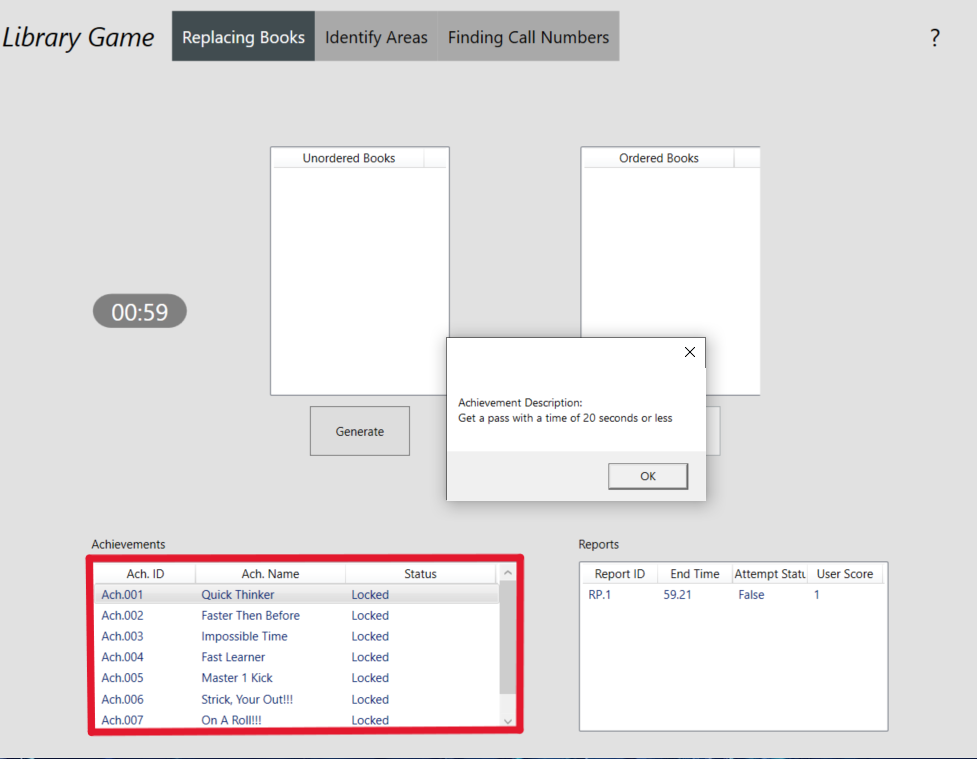 Library Game
Replacing Books
Identify Areas
Finding Call Numbers
?
Unordered Books
Ordered Books
00:59
Achievement Description:
Get a pass with a time of 20 seconds or less
OK
Generate
Achievements
Ach. ID Ach. Name Status
Ach.001 Quick Thinker Locked
Ach.002 Faster Then Before Locked
Ach.003 Impossible Time Locked
Ach.004 Fast Learner Locked
Ach.005 Master 1 Kick Locked
Ach.006 Strick, Your Out!!! Locked
Ach.007 On A Roll!!! Locked
Reports
Report ID End Time Attempt Statu User Score
RP.1 59.21 False 1